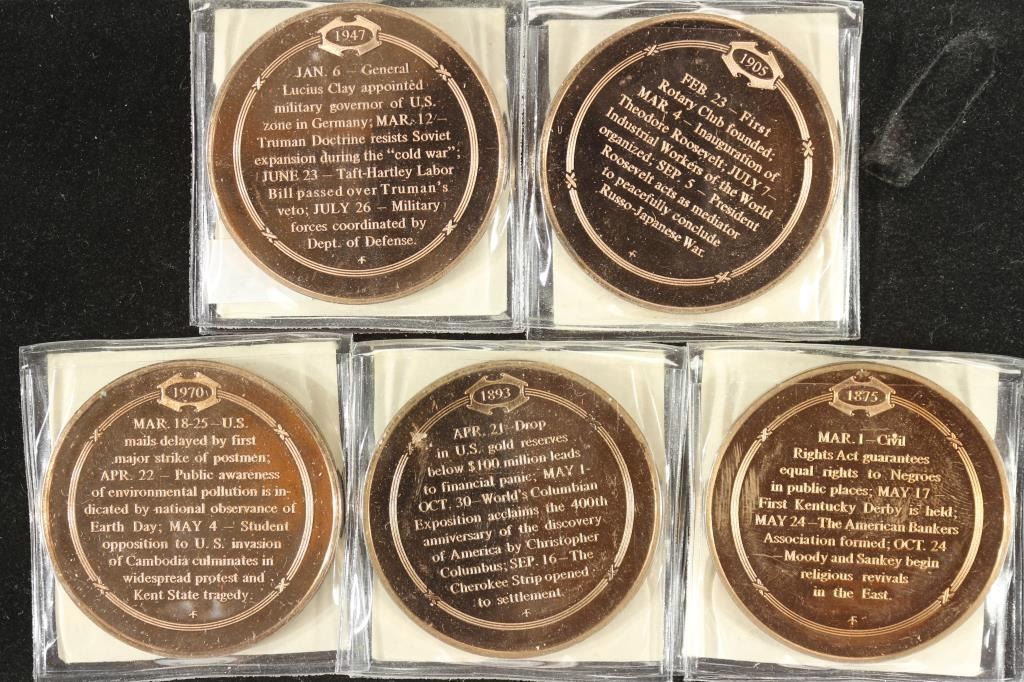 1947
JAN. 6 — General
Lucius Clay appointed
military governor of U.S.
zone in Germany; MAR. 12 —
Truman Doctrine resists Soviet
expansion during the "cold war";
JUNE 23 — Taft-Hartley Labor
Bill passed over Truman's
veto; JULY 26 — Military
forces coordinated by
Dept. of Defense.
1905
FEB. 23 — First
Rotary Club founded;
MAR. 4 — Inauguration of
Theodore Roosevelt; JULY 7 —
Industrial Workers of the World
organized; SEP. 5 — President
Roosevelt acts as mediator
to peacefully conclude
Russo-Japanese War.
1970
MAR. 18-25 — U.S.
mails delayed by first
major strike of postmen;
APR. 22 — Public awareness
of environmental pollution is in-
dicated by national observance of
Earth Day; MAY 4 — Student
opposition to U.S. invasion
of Cambodia culminates in
widespread protest and
Kent State tragedy.
1893
APR. 21 — Drop
in U.S. gold reserves
below $100 million leads
to financial panic; MAY 1-
OCT. 30 — World's Columbian
Exposition acclaims the 400th
anniversary of the discovery
of America by Christopher
Columbus; SEP. 16 — The
Cherokee Strip opened
to settlement.
1875
MAR. 1 — Civil
Rights Act guarantees
equal rights to Negroes
in public places; MAY 17 —
First Kentucky Derby is held;
MAY 24 — The American Bankers
Association formed; OCT. 24
— Moody and Sankey begin
religious revivals
in the East.